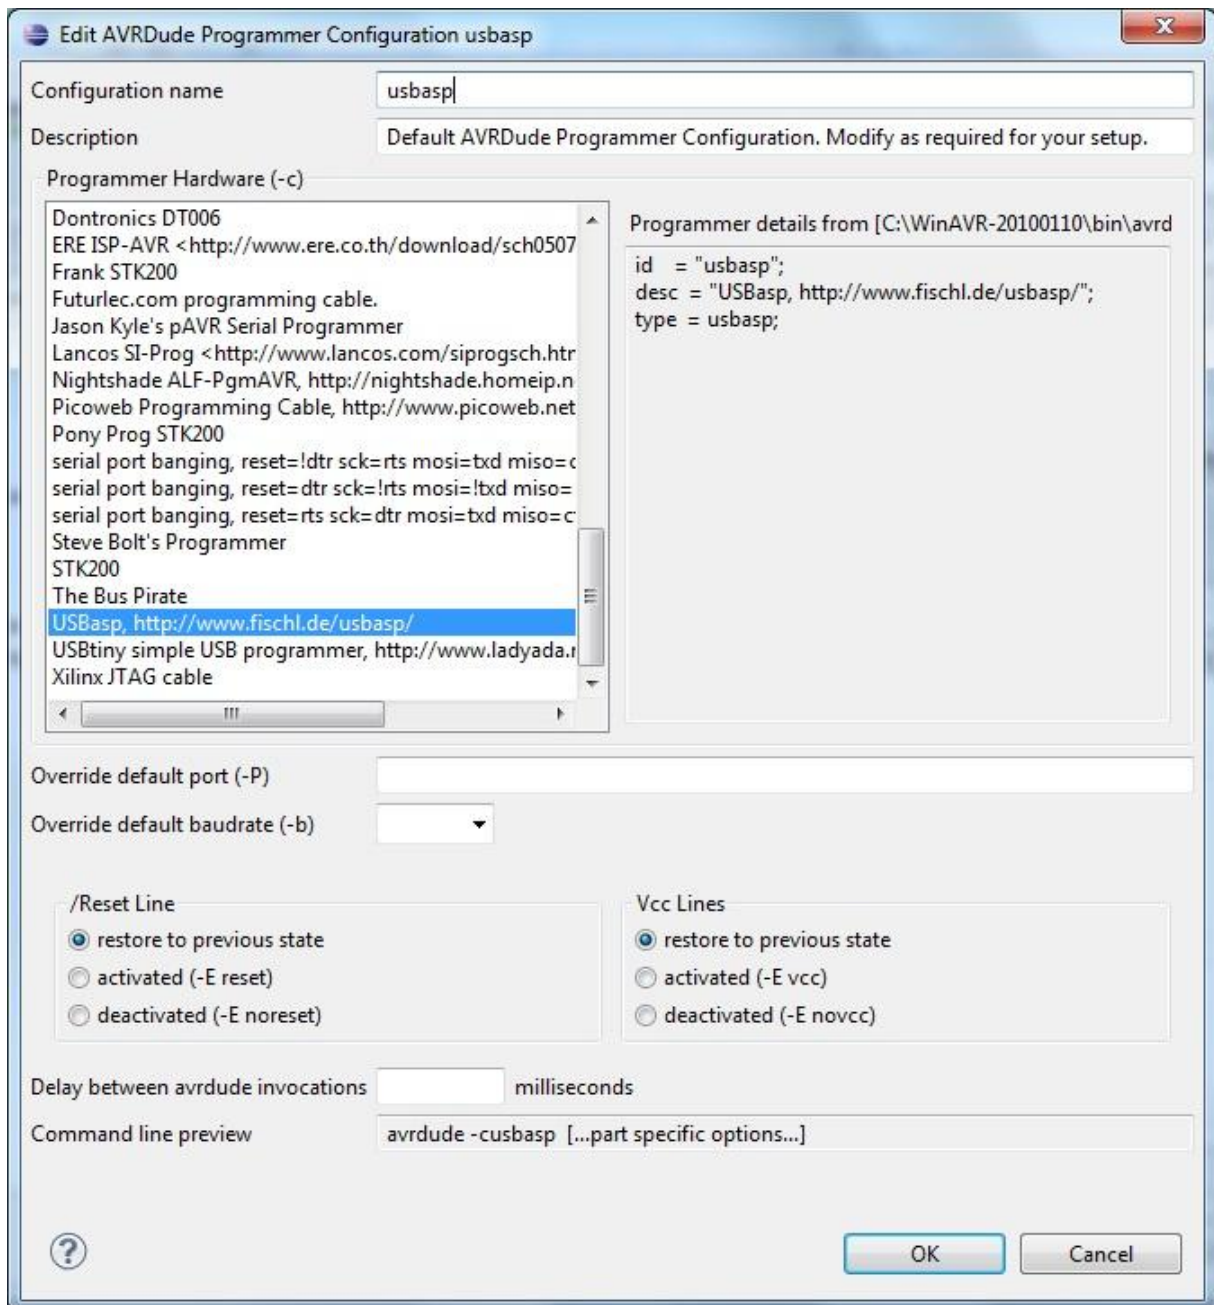 Edit AVRDude Programmer Configuration usbasp
Configuration name
usbasp
Description
Default AVRDude Programmer Configuration. Modify as required for your setup.
Programmer Hardware (-c)
Dontronics DT006
ERE ISP-AVR <http://www.ere.co.th/download/sch0507
Frank STK200
Futurlec.com programming cable.
Jason Kyle's pAVR Serial Programmer
Lancos SI-Prog <http://www.lancos.com/siprogsch.htm
Nightshade ALF-PgmAVR, http://nightshade.homeip.n
Picoweb Programming Cable, http://www.picoweb.net
Pony Prog STK200
serial port banging, reset=!dtr sck=rts mosi=txd miso=c
serial port banging, reset=dtr sck=!rts mosi=!txd miso=
serial port banging, reset=rts sck=dtr mosi=txd miso=c
Steve Bolt's Programmer
STK200
The Bus Pirate
USBasp, http://www.fischl.de/usbasp/
USBtiny simple USB programmer, http://www.ladyada.
Xilinx JTAG cable
Programmer details from [C:\WinAVR-20100110\bin\avrd
id = "usbasp";
desc = "USBasp, http://www.fischl.de/usbasp/";
type = usbasp;
Override default port (-P)
Override default baudrate (-b)
/Reset Line
restore to previous state
activated (-E reset)
deactivated (-E noreset)
Vcc Lines
restore to previous state
activated (-E vcc)
deactivated (-E novcc)
Delay between avrdude invocations
milliseconds
Command line preview
avrdude -cusbasp [...part specific options...]
?
OK
Cancel